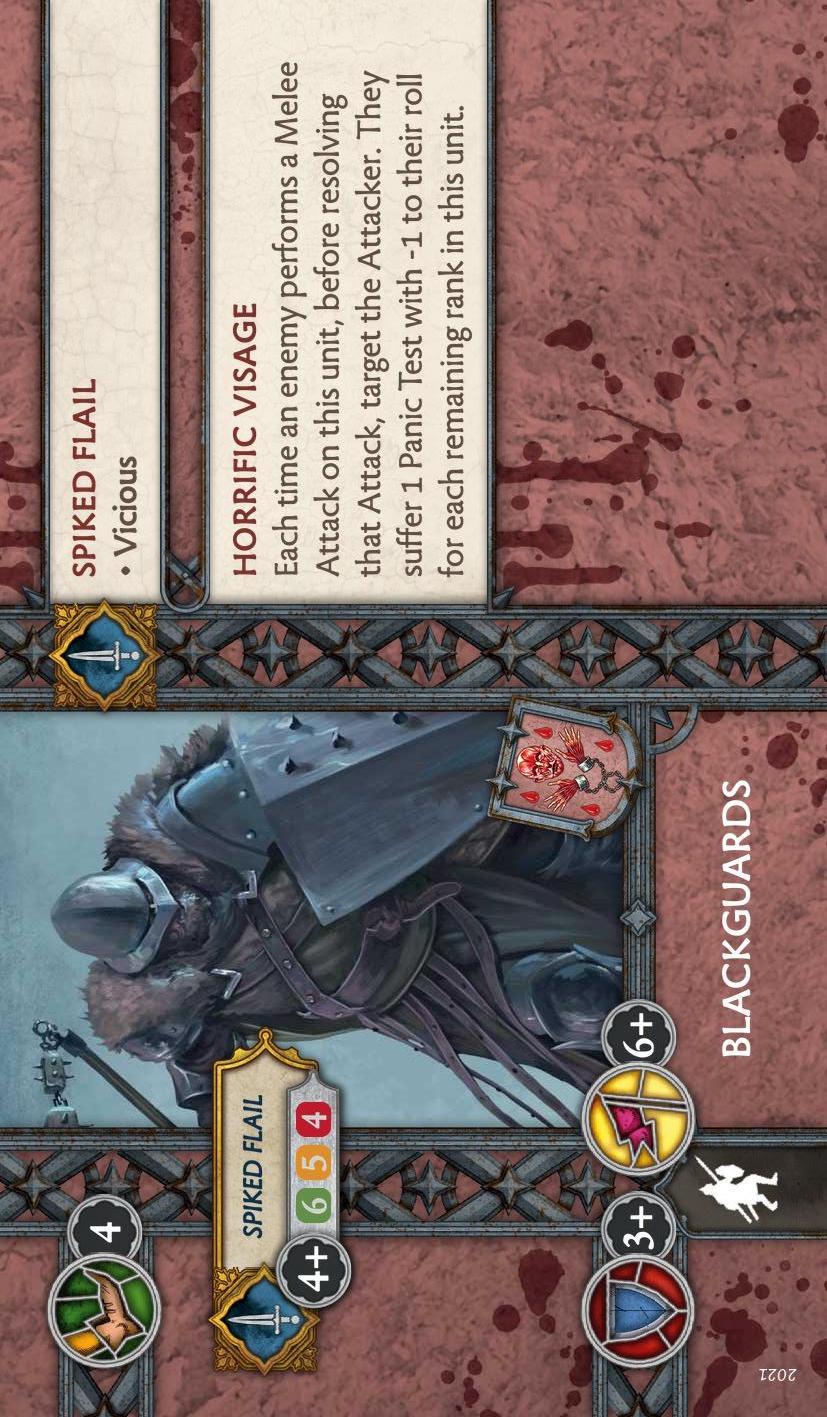 4
SPIKED FLAIL
4+
6 5 4
3+
6+
BLACKGUARDS
2021
SPIKED FLAIL
• Vicious
HORRIFIC VISAGE
Each time an enemy performs a Melee
Attack on this unit, before resolving
that Attack, target the Attacker. They
suffer 1 Panic Test with -1 to their roll
for each remaining rank in this unit.